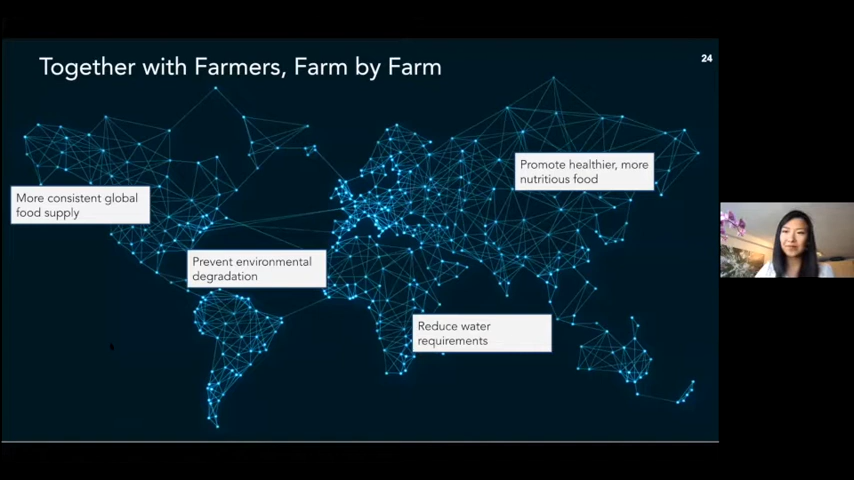 Together with Farmers, Farm by Farm
24
Promote healthier, more
nutritious food
More consistent global
food supply
Prevent environmental
degradation
Reduce water
requirements